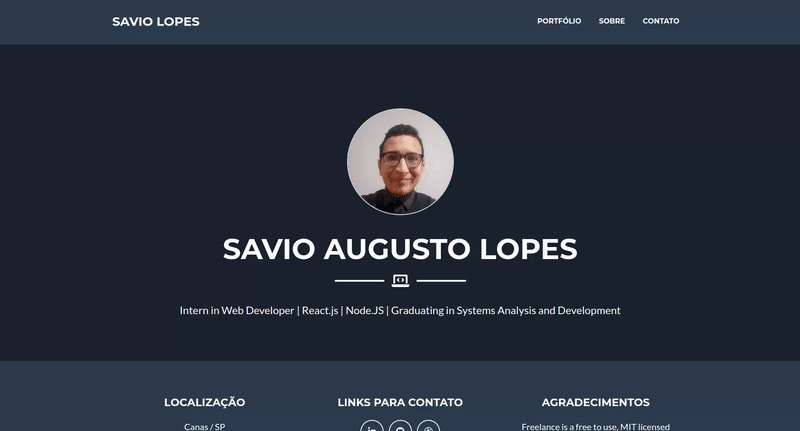 SAVIO LOPES
PORTFÓLIO SOBRE CONTATO
SAVIO AUGUSTO LOPES
Intern in Web Developer | React.js | Node.JS | Graduating in Systems Analysis and Development
LOCALIZAÇÃO
Canas / SP
LINKS PARA CONTATO
AGRADECIMENTOS
Freelance is a free to use, MIT licensed